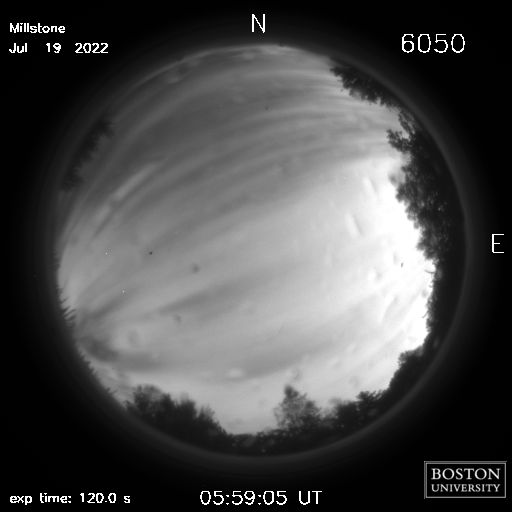 Millstone
Jul 19 2022
N
6050
E
exp time: 120.0 s
05:59:05 UT
BOSTON
UNIVERSITY